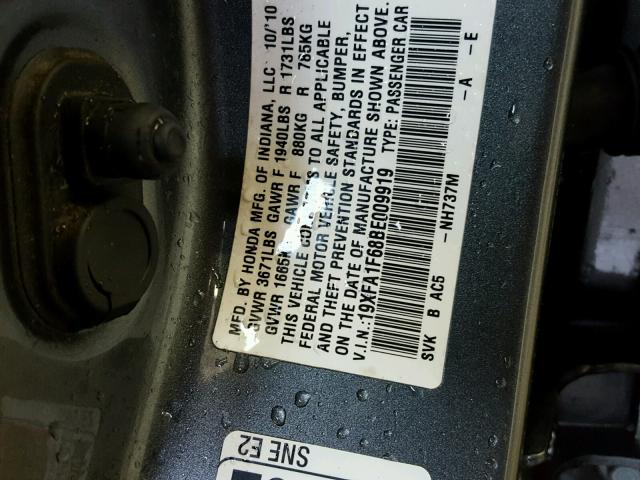 MFD. BY HONDA MFG. OF INDIANA, LLC 10/'10
GVWR 3671LBS GAWR F 1940LBS R 1731LBS
GVWR 1665KG GAWR F 880KG R 765KG
THIS VEHICLE TO ALL APPLICABLE
FEDERAL MOTOR VEHICLE SAFETY, BUMPER,
AND THEFT PREVENTION STANDARDS IN EFFECT
ON THE DATE OF MANUFACTURE SHOWN ABOVE.
V.I.N.:19XFA1F68BE009919 TYPE: PASSENGER CAR
SVK B AC5 -NH737M -A -E
SNE E2